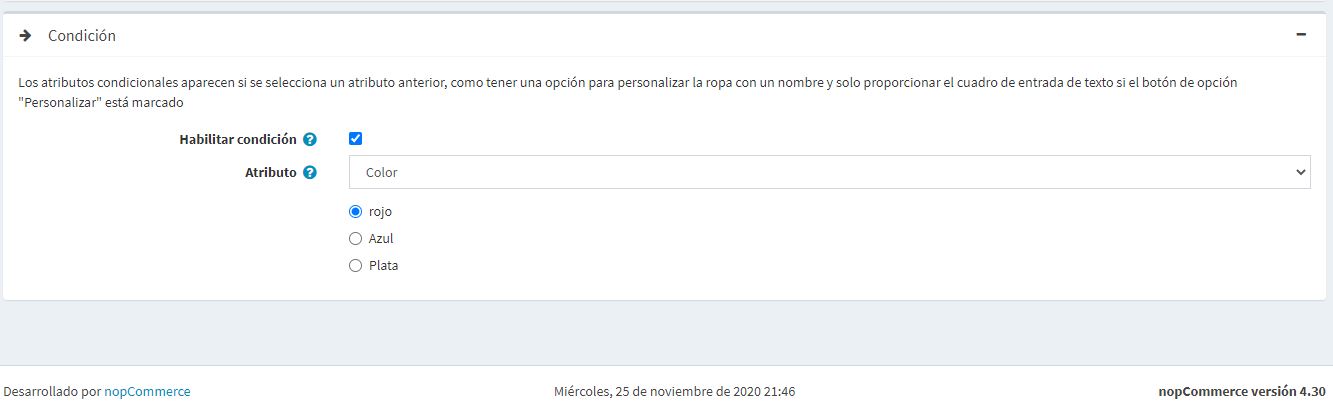 Condición
Los atributos condicionales aparecen si se selecciona un atributo anterior, como tener una opción para personalizar la ropa con un nombre y solo proporcionar el cuadro de entrada de texto si el botón de opción
"Personalizar" está marcado
Habilitar condición
Atributo
Color
rojo
Azul
Plata
Desarrollado por nopCommerce Miércoles, 25 de noviembre de 2020 21:46 nopCommerce versión 4.30